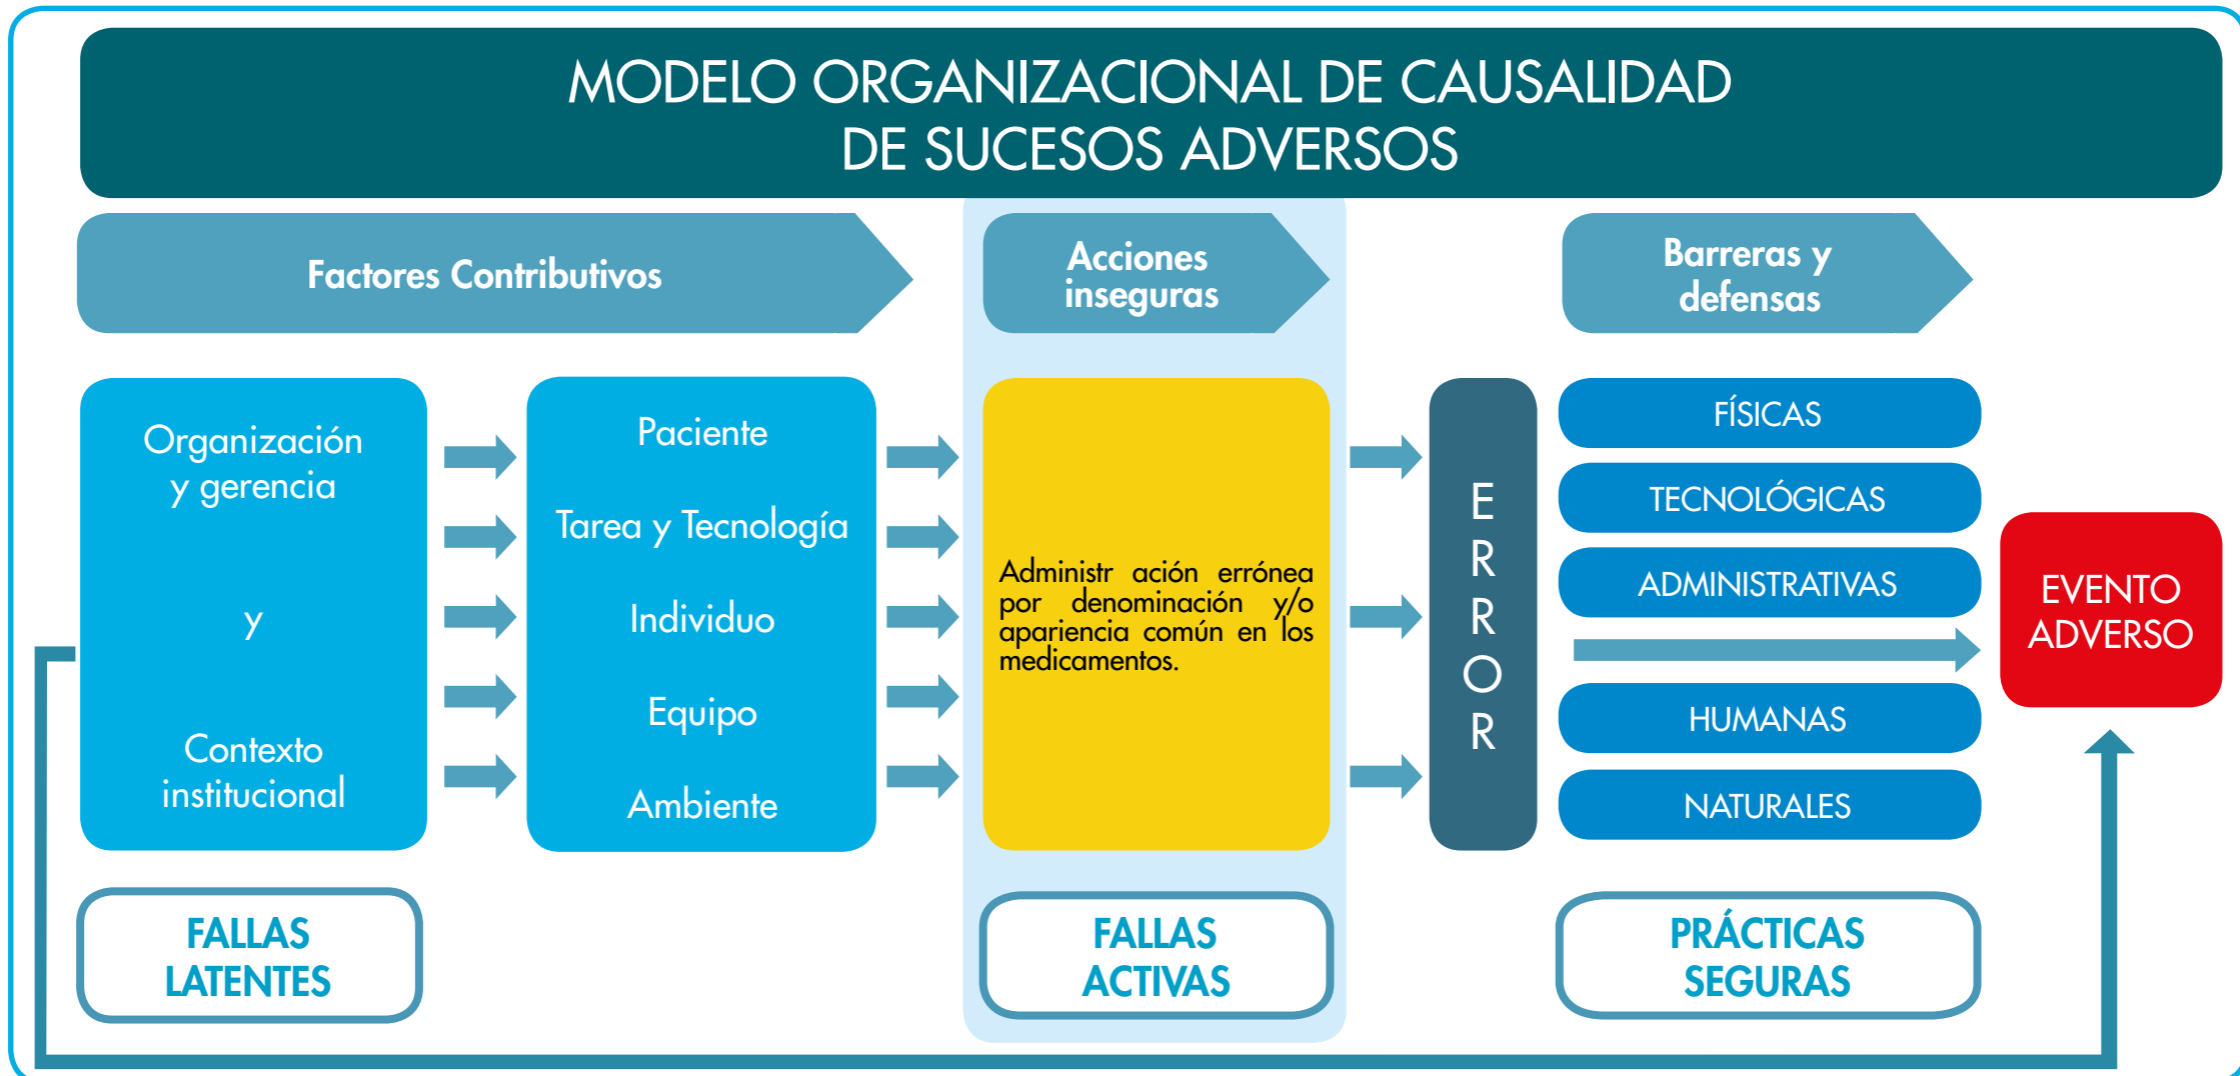 MODELO ORGANIZACIONAL DE CAUSALIDAD
DE SUCESOS ADVERSOS
Factores Contributivos
Acciones
inseguras
Barreras y
defensas
Organización
y gerencia
y
Contexto
institucional
Paciente
Tarea y Tecnología
Individuo
Equipo
Ambiente
Administr ación errónea
por denominación y/o
apariencia común en los
medicamentos.
E
R
R
O
R
FÍSICAS
TECNOLÓGICAS
ADMINISTRATIVAS
HUMANAS
NATURALES
EVENTO
ADVERSO
FALLAS
LATENTES
FALLAS
ACTIVAS
PRÁCTICAS
SEGURAS